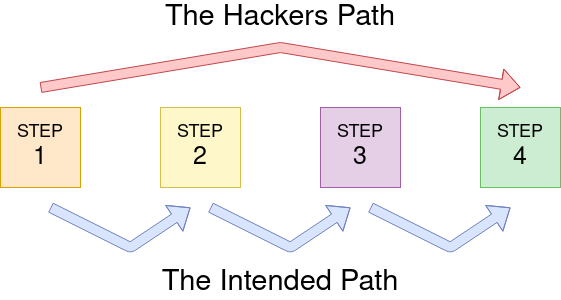 The Hackers Path
STEP
1
STEP
2
STEP
3
STEP
4
The Intended Path